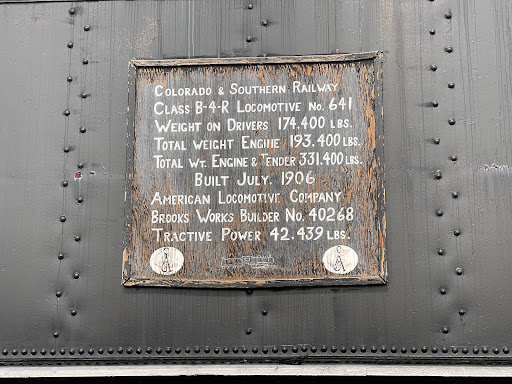 COLORADO & SOUTHERN RAILWAY
CLASS B-4-R LOCOMOTIVE NO. 641
WEIGHT ON DRIVERS 174.400 LBS.
TOTAL WEIGHT ENGINE 193.400 LBS.
TOTAL WT. ENGINE & TENDER 331.400 LBS.
BUILT JULY. 1906
AMERICAN LOCOMOTIVE COMPANY
BROOKS WORKS BUILDER NO. 40268
TRACTIVE POWER 42.439 LBS.